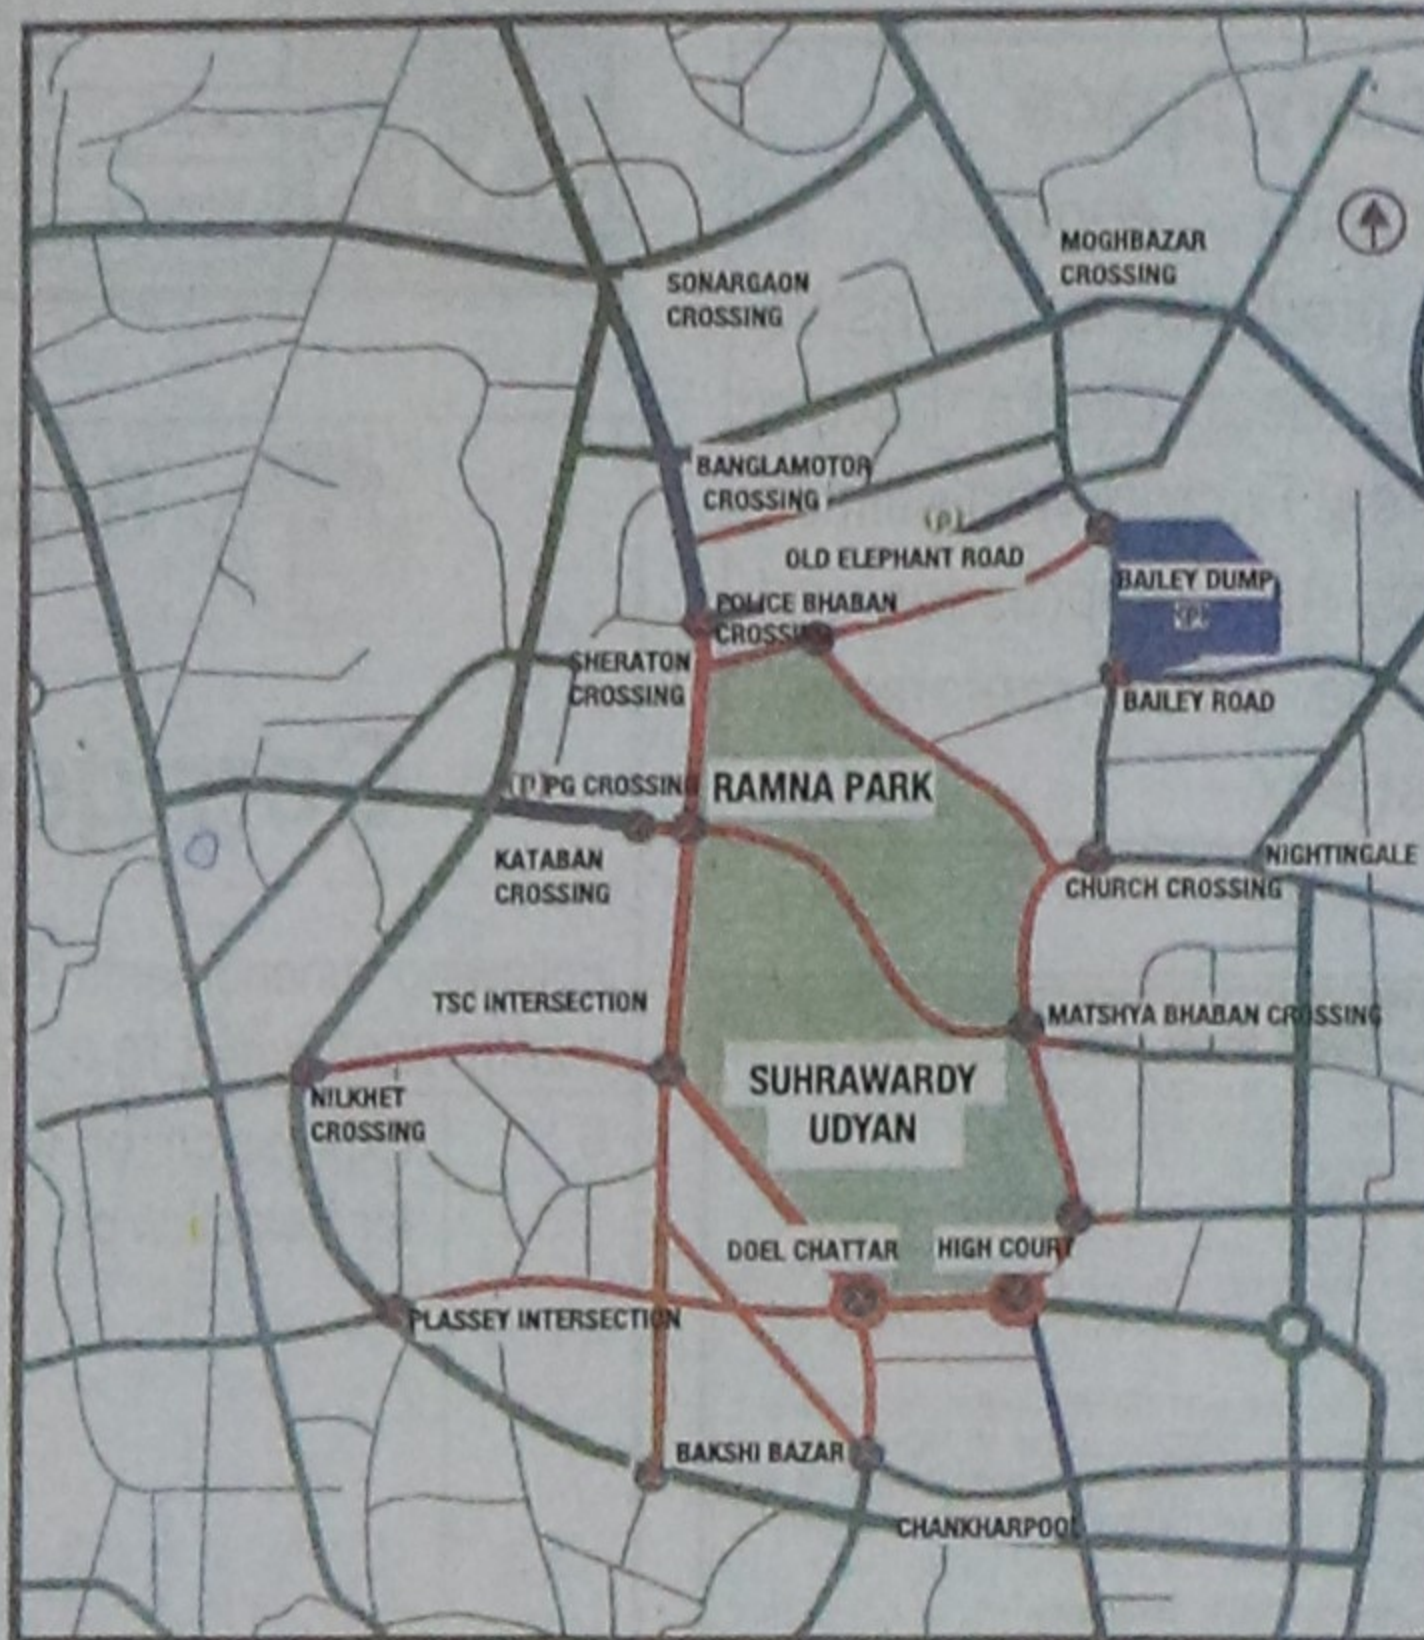 MOGHBAZAR
CROSSING
SONARGAON
CROSSING
BANGLAMOTOR
CROSSING
(P)
OLD ELEPHANT ROAD
BAILEY DUMP
(P)
POLICE BHABAN
CROSSING
SHERATON
CROSSING
BAILEY ROAD
(P) PG CROSSING
RAMNA PARK
KATABAN
CROSSING
NIGHTINGALE
CHURCH CROSSING
TSC INTERSECTION
MATSHYA BHABAN CROSSING
SUHRAWARDY
UDYAN
NILKHET
CROSSING
DOEL CHATTAR
HIGH COURT
PLASSEY INTERSECTION
BAKSHI BAZAR
CHANKHARPOOL